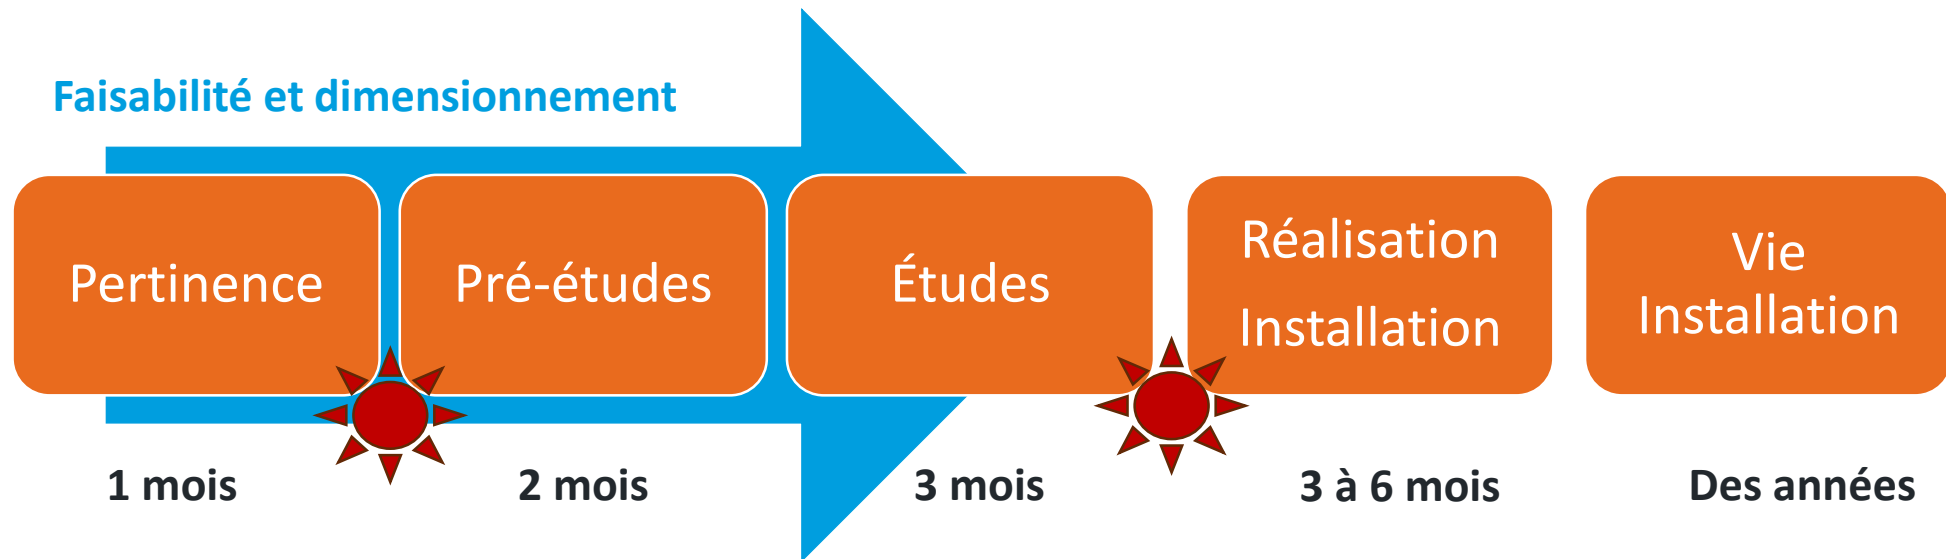 Faisabilité et dimensionnement
Pertinence
Pré-études
Études
Réalisation
Installation
Vie
Installation
1 mois
2 mois
3 mois
3 à 6 mois
Des années